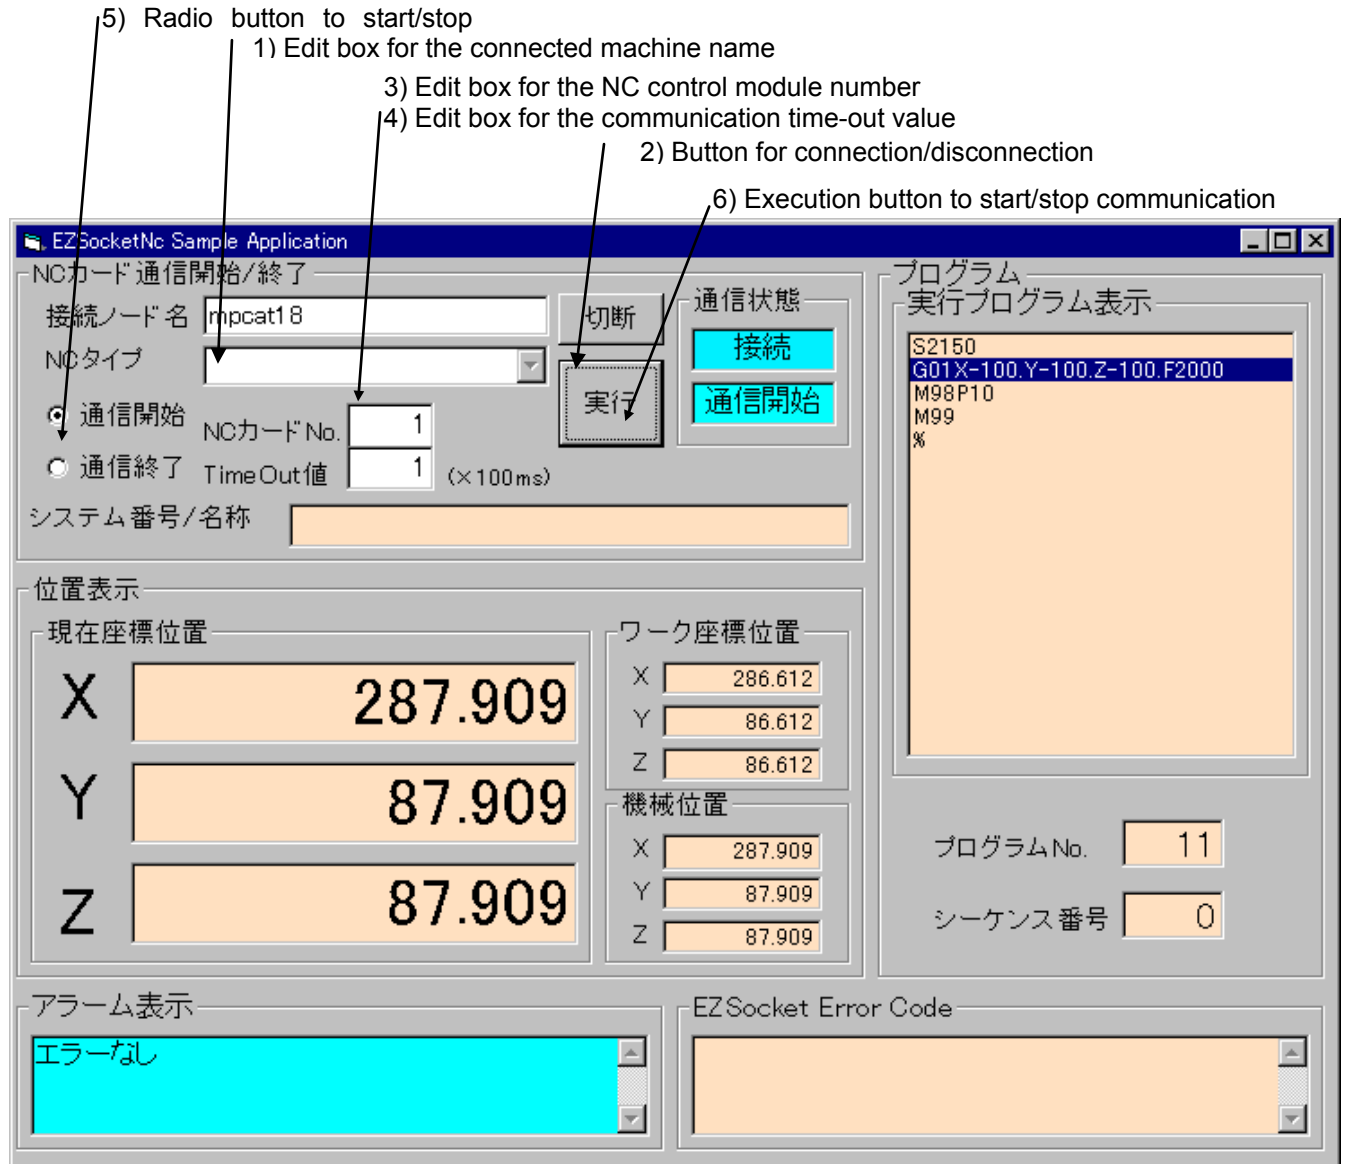 5) Radio button to start/stop
1) Edit box for the connected machine name
3) Edit box for the NC control module number
4) Edit box for the communication time-out value
2) Button for connection/disconnection
6) Execution button to start/stop communication
EZSocketNc Sample Application
NCカード通信開始/終了
接続ノード名 mpcat18 切断
NCタイプ
実行
通信開始
通信終了
NCカードNo. 1
TimeOut値 1 (×100ms)
システム番号/名称
通信状態
接続
通信開始
プログラム
実行プログラム表示
S2150
G01X-100.Y-100.Z-100.F2000
M98P10
M99
%
プログラムNo. 11
シーケンス番号 0
位置表示
現在座標位置
X 287.909
Y 87.909
Z 87.909
ワーク座標位置
X 286.612
Y 86.612
Z 86.612
機械位置
X 287.909
Y 87.909
Z 87.909
アラーム表示
エラーなし
EZSocket Error Code